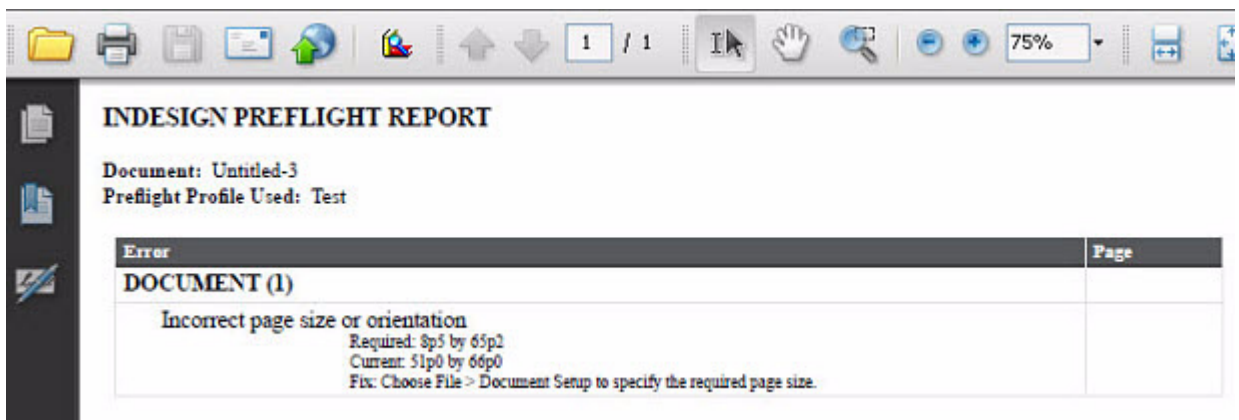 1 / 1 75%
INDESIGN PREFLIGHT REPORT
Document: Untitled-3
Preflight Profile Used: Test
Error Page
DOCUMENT (1)
Incorrect page size or orientation
Required: 8p5 by 65p2
Current: 51p0 by 66p0
Fix: Choose File > Document Setup to specify the required page size.